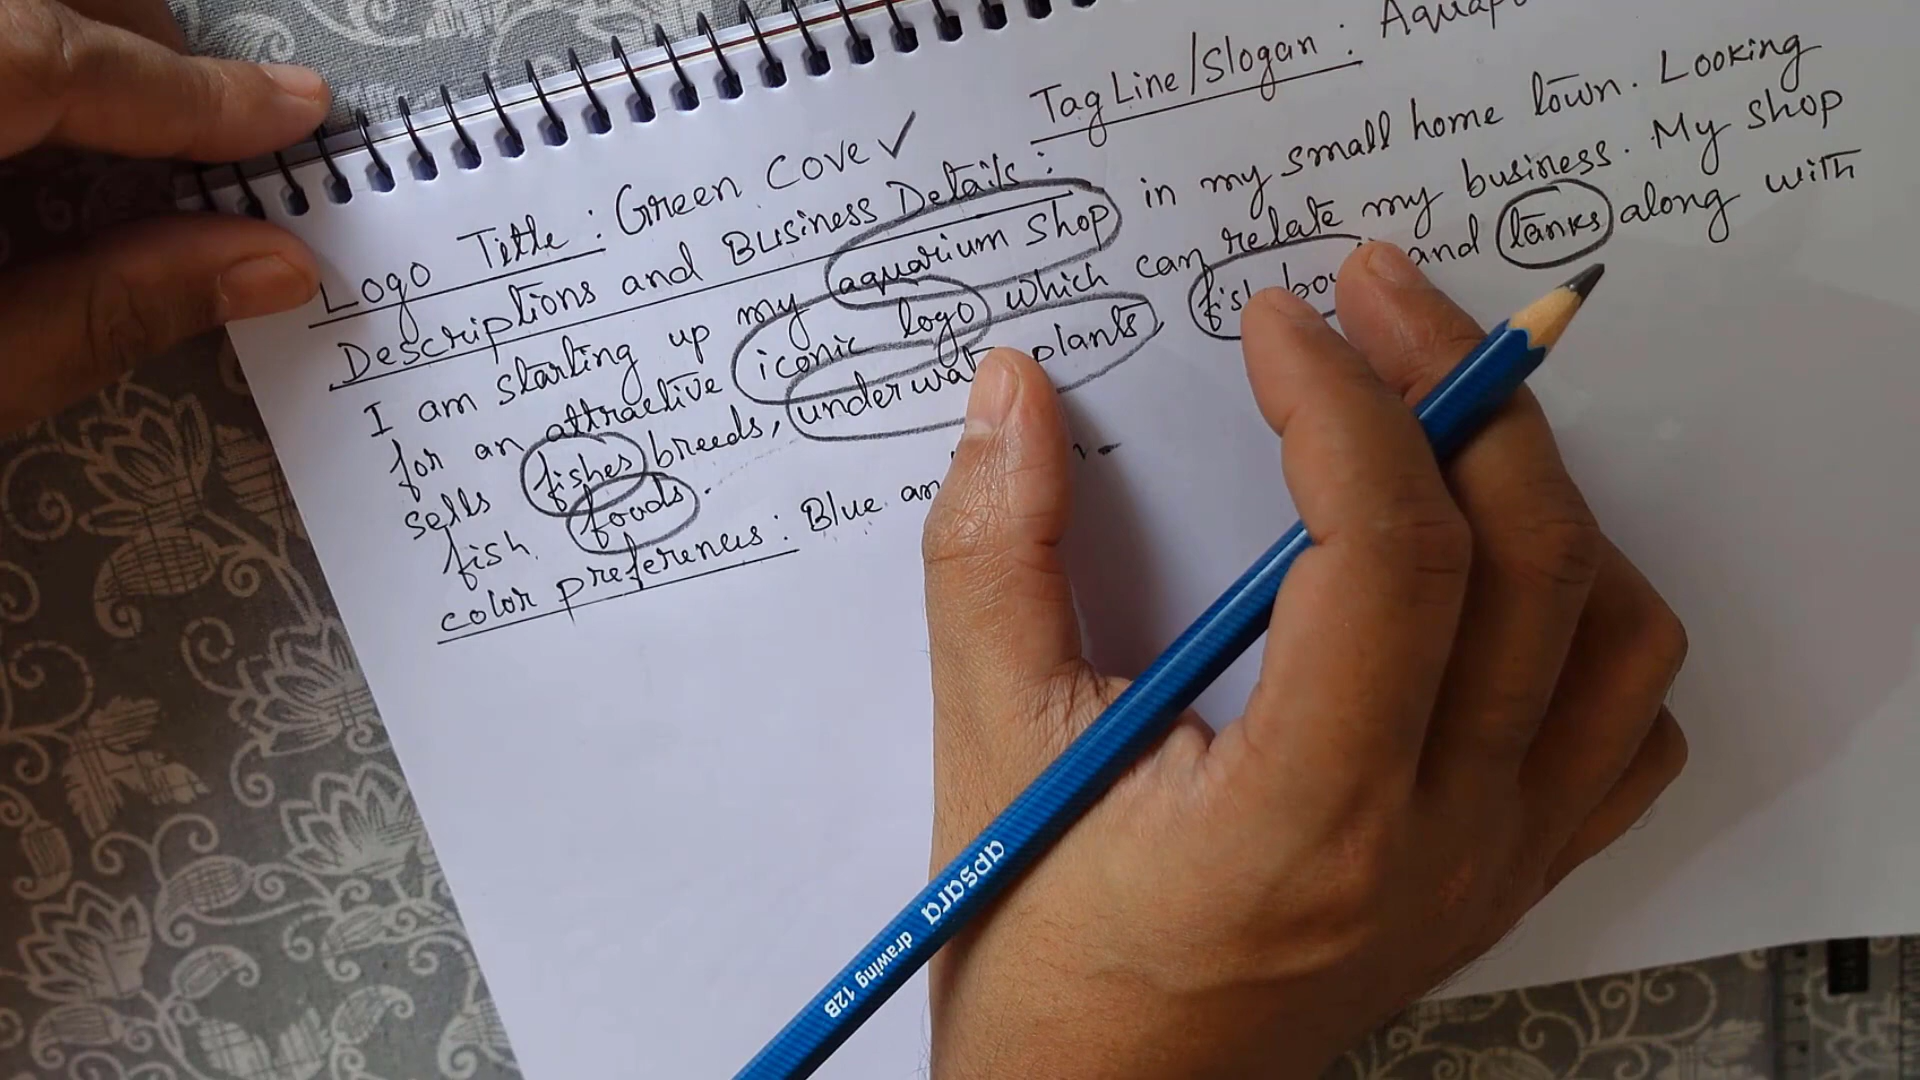 Logo Title: Green Cove ✓ Tag Line/Slogan:
Descriptions and Business Details:
I am starting up my aquarium shop in my small home town. Looking
for an attractive iconic logo which can relate my business. My shop
sells fishes breeds, plants, and tanks along with
fish foods.
color preferences: Blue
apsara drawing 12B